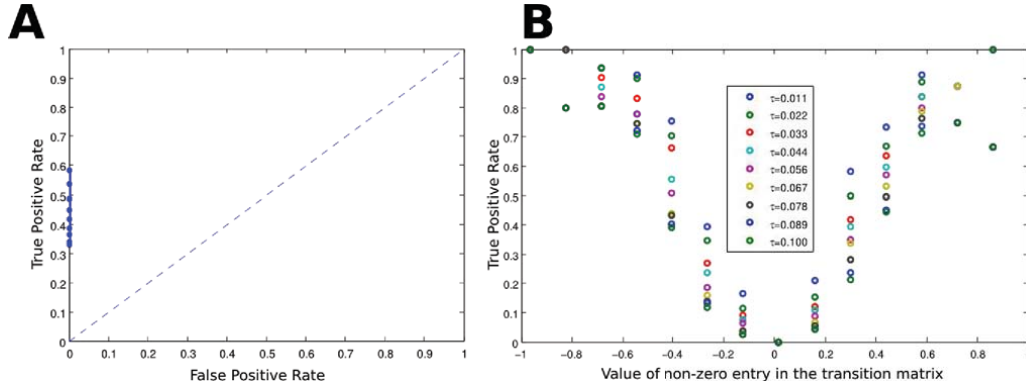 A
1
0.9
0.8
0.7
0.6
0.5
0.4
0.3
0.2
0.1
0
0 0.1 0.2 0.3 0.4 0.5 0.6 0.7 0.8 0.9 1
True Positive Rate
False Positive Rate
B
1
0.9
0.8
0.7
0.6
0.5
0.4
0.3
0.2
0.1
0
−1 −0.8 −0.6 −0.4 −0.2 0 0.2 0.4 0.6 0.8 1
True Positive Rate
Value of non-zero entry in the transition matrix
τ=0.011
τ=0.022
τ=0.033
τ=0.044
τ=0.056
τ=0.067
τ=0.078
τ=0.089
τ=0.100